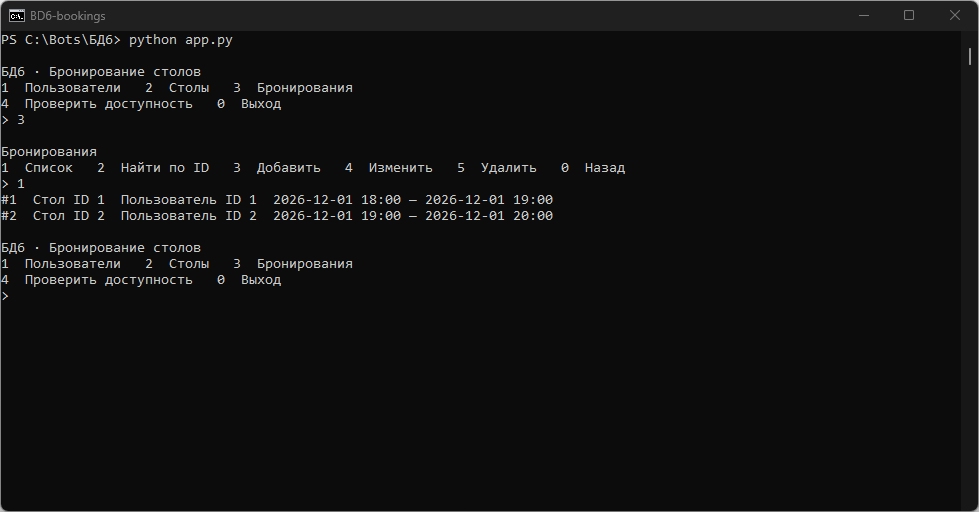 BD6-bookings
PS C:\Bots\БД6> python app.py
БД6 · Бронирование столов
1  Пользователи   2  Столы   3  Бронирования
4  Проверить доступность   0  Выход
> 3
Бронирования
1  Список   2  Найти по ID   3  Добавить   4  Изменить   5  Удалить   0  Назад
> 1
#1  Стол ID 1  Пользователь ID 1  2026-12-01 18:00 — 2026-12-01 19:00
#2  Стол ID 2  Пользователь ID 2  2026-12-01 19:00 — 2026-12-01 20:00
БД6 · Бронирование столов
1  Пользователи   2  Столы   3  Бронирования
4  Проверить доступность   0  Выход
>